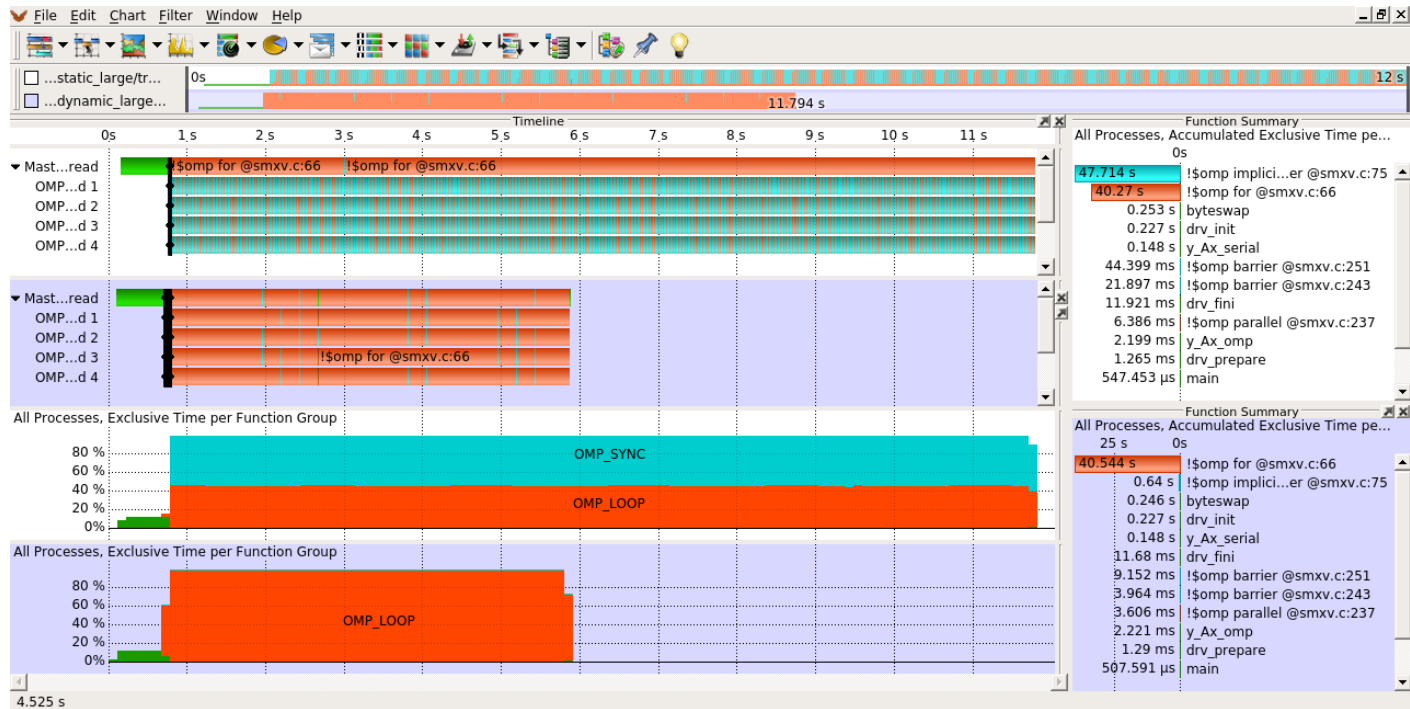 File Edit Chart Filter Window Help
...static_large/tr... 0s 12 s
...dynamic_large... 11.794 s
Timeline
0s 1 s 2 s 3 s 4 s 5 s 6 s 7 s 8 s 9 s 10 s 11 s
Mast...read !$omp for @smxv.c:66 !$omp for @smxv.c:66
OMP...d 1
OMP...d 2
OMP...d 3
OMP...d 4
Mast...read
OMP...d 1
OMP...d 2
OMP...d 3 !$omp for @smxv.c:66
OMP...d 4
All Processes, Exclusive Time per Function Group
80 %
60 %
40 %
20 %
0%
OMP_SYNC
OMP_LOOP
All Processes, Exclusive Time per Function Group
80 %
60 %
40 %
20 %
0%
OMP_LOOP
Function Summary
All Processes, Accumulated Exclusive Time pe...
0s
47.714 s !$omp implici...er @smxv.c:75
40.27 s !$omp for @smxv.c:66
0.253 s byteswap
0.227 s drv_init
0.148 s y_Ax_serial
44.399 ms !$omp barrier @smxv.c:251
21.897 ms !$omp barrier @smxv.c:243
11.921 ms drv_fini
6.386 ms !$omp parallel @smxv.c:237
2.199 ms y_Ax_omp
1.265 ms drv_prepare
547.453 µs main
Function Summary
All Processes, Accumulated Exclusive Time pe...
25 s 0s
40.544 s !$omp for @smxv.c:66
0.64 s !$omp implici...er @smxv.c:75
0.246 s byteswap
0.227 s drv_init
0.148 s y_Ax_serial
11.68 ms drv_fini
9.152 ms !$omp barrier @smxv.c:251
3.964 ms !$omp barrier @smxv.c:243
3.606 ms !$omp parallel @smxv.c:237
2.221 ms y_Ax_omp
1.29 ms drv_prepare
507.591 µs main
4.525 s